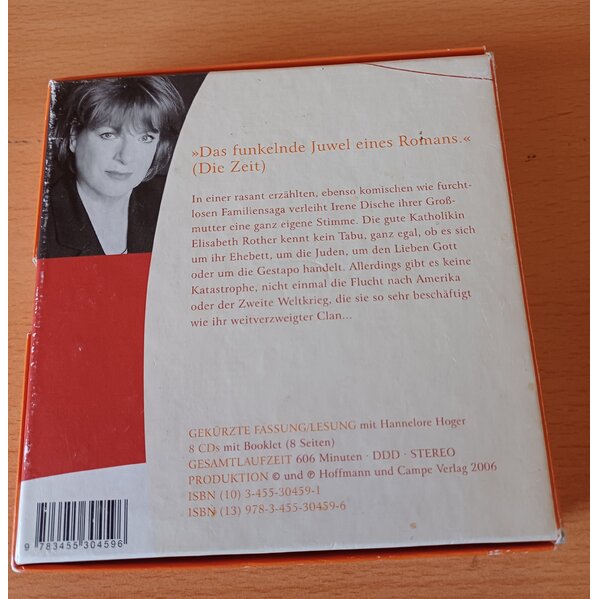 »Das funkelnde Juwel eines Romans.«
(Die Zeit)
In einer rasant erzählten, ebenso komischen wie furcht-
losen Familiensaga verleiht Irene Dische ihrer Groß-
mutter eine ganz eigene Stimme. Die gute Katholikin
Elisabeth Rother kennt kein Tabu, ganz egal, ob es sich
um ihr Ehebett, um die Juden, um den Lieben Gott
oder um die Gestapo handelt. Allerdings gibt es keine
Katastrophe, nicht einmal die Flucht nach Amerika
oder der Zweite Weltkrieg, die sie so sehr beschäftigt
wie ihr weitverzweigter Clan...
GEKÜRZTE FASSUNG/LESUNG mit Hannelore Hoger
8 CDs mit Booklet (8 Seiten)
GESAMTLAUFZEIT 606 Minuten · DDD · STEREO
PRODUKTION © und ℗ Hoffmann und Campe Verlag 2006
ISBN (10) 3-455-30459-1
ISBN (13) 978-3-455-30459-6
9 783455 304596